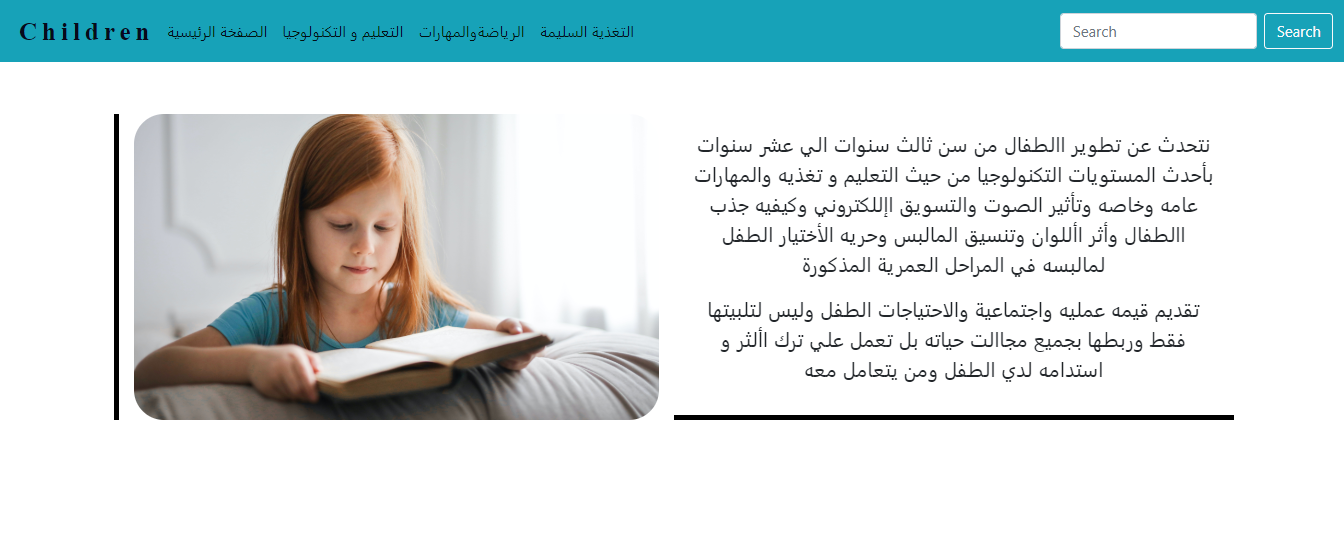 Children
الصفخة الرئيسية
التعليم و التكنولوجيا
الرياضةوالمهارات
التغذية السليمة
Search
Search
نتحدث عن تطوير االطفال من سن ثالث سنوات الي عشر سنوات
بأحدث المستويات التكنولوجيا من حيث التعليم و تغذيه والمهارات
عامه وخاصه وتأثير الصوت والتسويق اإللكتروني وكيفيه جذب
االطفال وأثر األلوان وتنسيق المالبس وحريه الأختيار الطفل
لمالبسه في المراحل العمرية المذكورة
تقديم قيمه عمليه واجتماعية والاحتياجات الطفل وليس لتلبيتها
فقط وربطها بجميع مجاالت حياته بل تعمل علي ترك األثر و
استدامه لدي الطفل ومن يتعامل معه